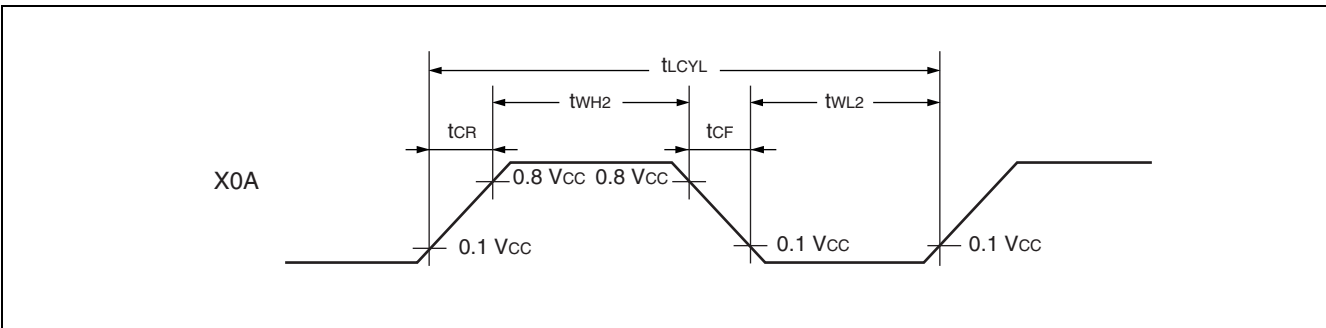 tLCYL
tWH2
tWL2
tCR
tCF
X0A
0.8 VCC
0.8 VCC
0.1 VCC
0.1 VCC
0.1 VCC